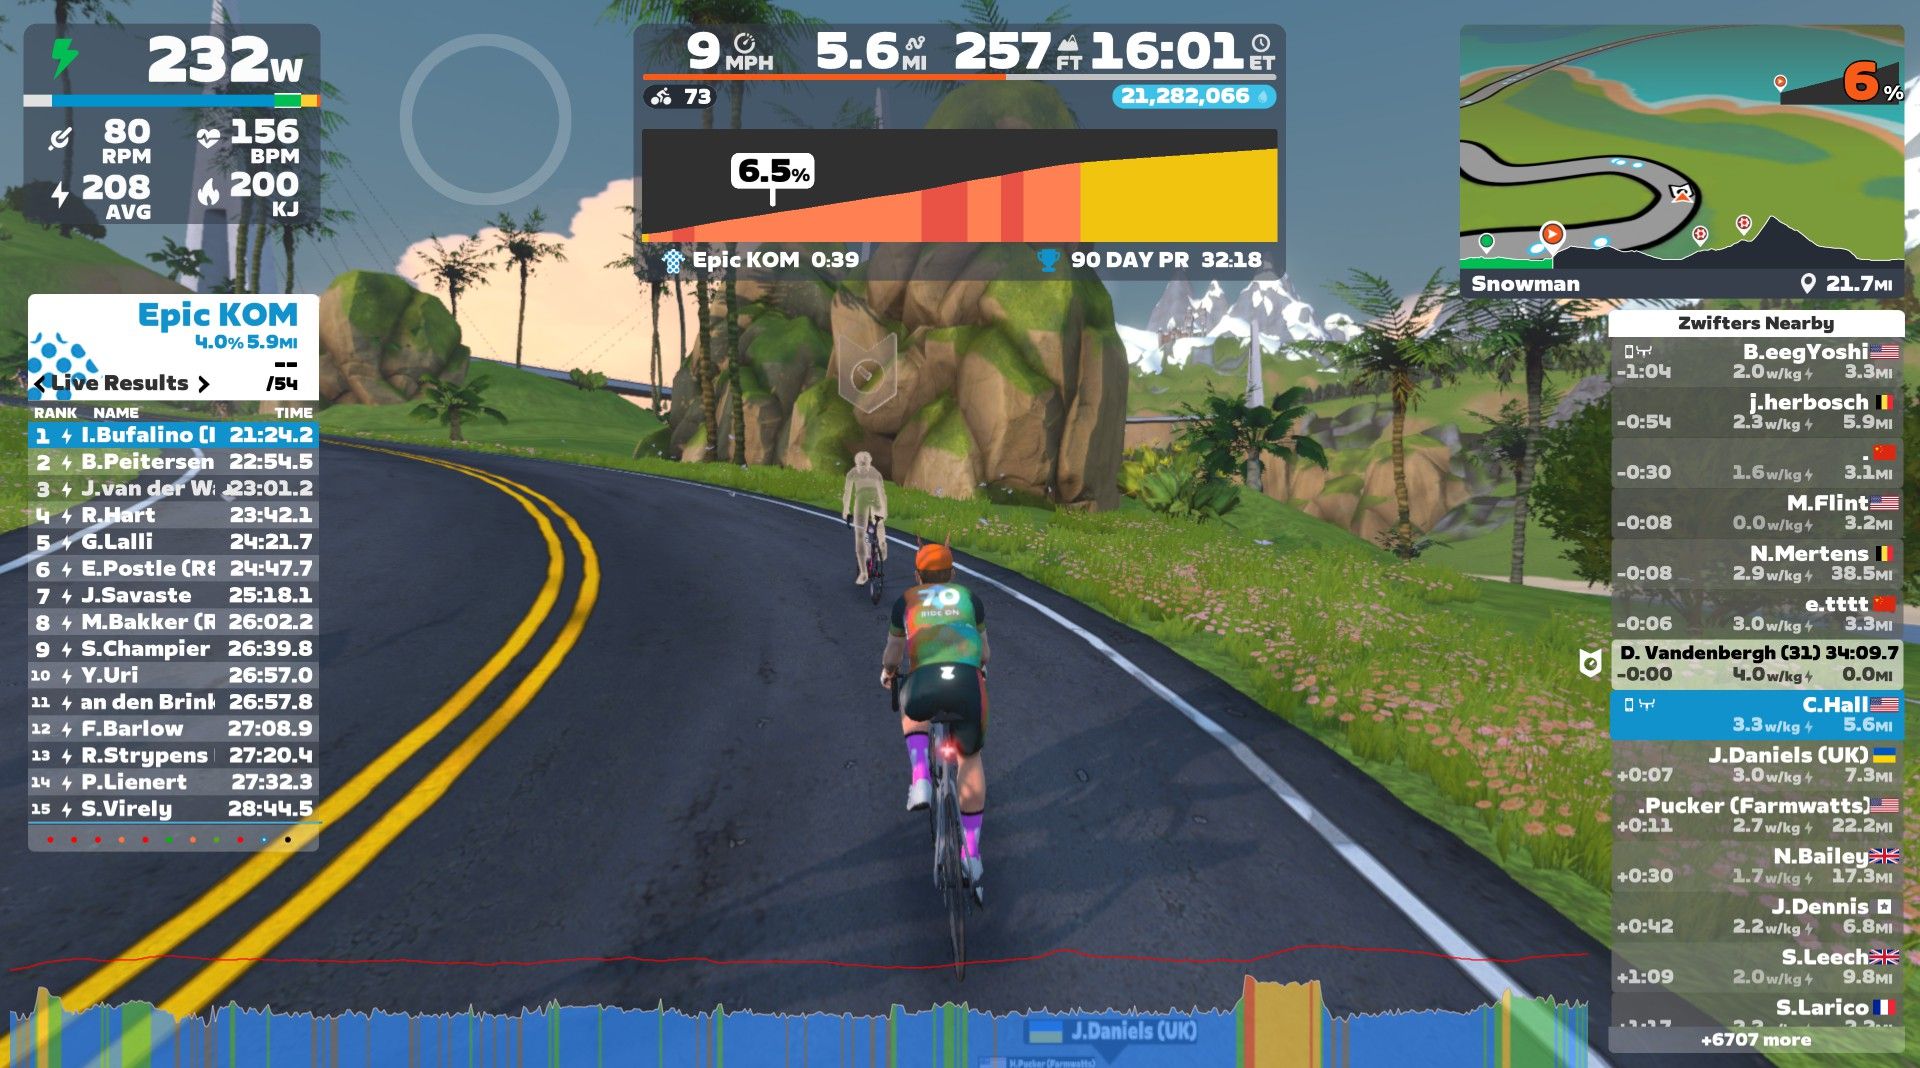 232W
80 RPM
156 BPM
208 AVG
200 KJ
9 MPH 5.6 MI 257 FT 16:01 ET
73
21,282,066
6.5%
Epic KOM 0:39
90 DAY PR 32:18
6%
Snowman 21.7MI
Epic KOM
4.0% 5.9MI
--
Live Results /54
RANK NAME TIME
1 I.Bufalino 21:24.2
2 B.Peitersen 22:54.5
3 J.van der 23:01.2
4 R.Hart 23:42.1
5 G.Lalli 24:21.7
6 E.Postle 24:47.7
7 J.Savaste 25:18.1
8 M.Bakker 26:02.2
9 S.Champier 26:39.8
10 Y.Uri 26:57.0
11 an den Brink 26:57.8
12 F.Barlow 27:08.9
13 R.Strypens 27:20.4
14 P.Lienert 27:32.3
15 S.Virely 28:44.5
70
RIDE ON
Zwifters Nearby
B.eegYoshi
-1:04 2.0w/kg 3.3MI
j.herbosch
-0:54 2.3w/kg 5.9MI
.
-0:30 1.6w/kg 3.1MI
M.Flint
-0:08 0.0w/kg 3.2MI
N.Mertens
-0:08 2.9w/kg 38.5MI
e.tttt
-0:06 3.0w/kg 3.3MI
D. Vandenbergh (31) 34:09.7
-0:00 4.0w/kg 0.0MI
C.Hall
3.3w/kg 5.6MI
J.Daniels (UK)
+0:07 3.0w/kg 7.3MI
.Pucker (Farmwatts)
+0:11 2.7w/kg 22.2MI
N.Bailey
+0:30 1.7w/kg 17.3MI
J.Dennis
+0:42 2.2w/kg 6.8MI
S.Leech
+1:09 2.0w/kg 9.8MI
S.Larico
+6707 more
J.Daniels (UK)
H.Pucker (Farmwatts)